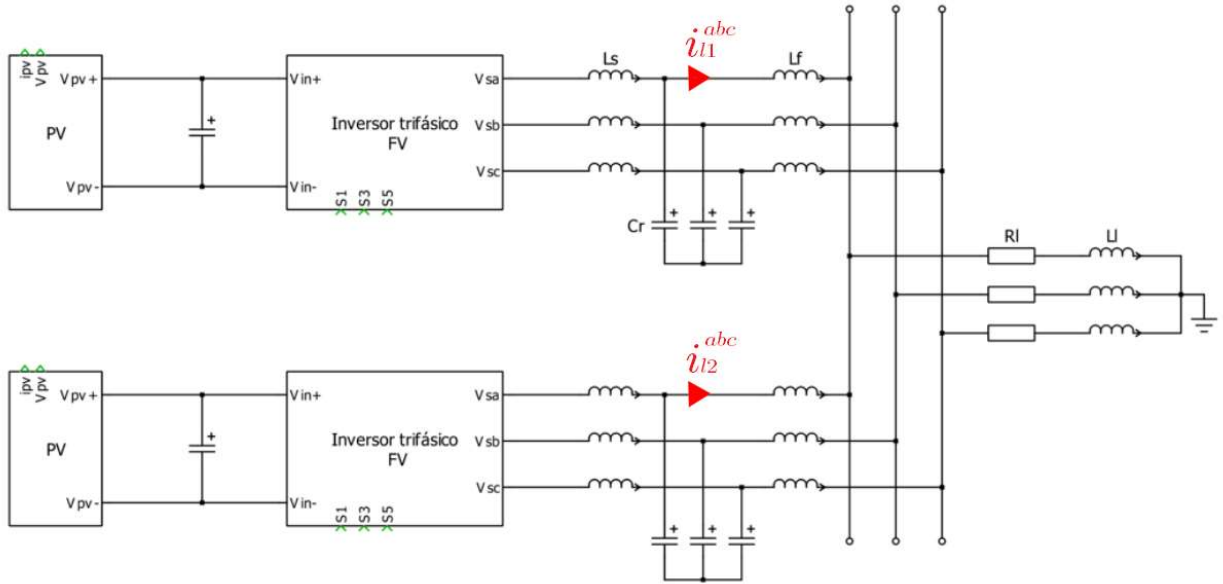 i_{l1}^{abc}
Ls
Lf
ipv
Vpv
Vpv+
Vin+
Vsa
PV
Inversor trifásico
FV
Vsb
Vpv-
Vin-
Vsc
S1
S3
S5
+
+
+
+
Cr
Rl
Ll
i_{l2}^{abc}
ipv
Vpv
Vpv+
Vin+
Vsa
PV
Inversor trifásico
FV
Vsb
Vpv-
Vin-
Vsc
S1
S3
S5
+
+
+
+